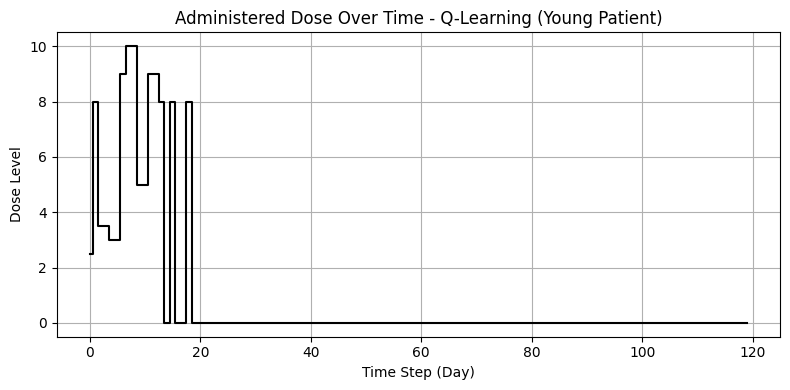 Administered Dose Over Time - Q-Learning (Young Patient)
10
8
6
4
2
0
Dose Level
0 20 40 60 80 100 120
Time Step (Day)